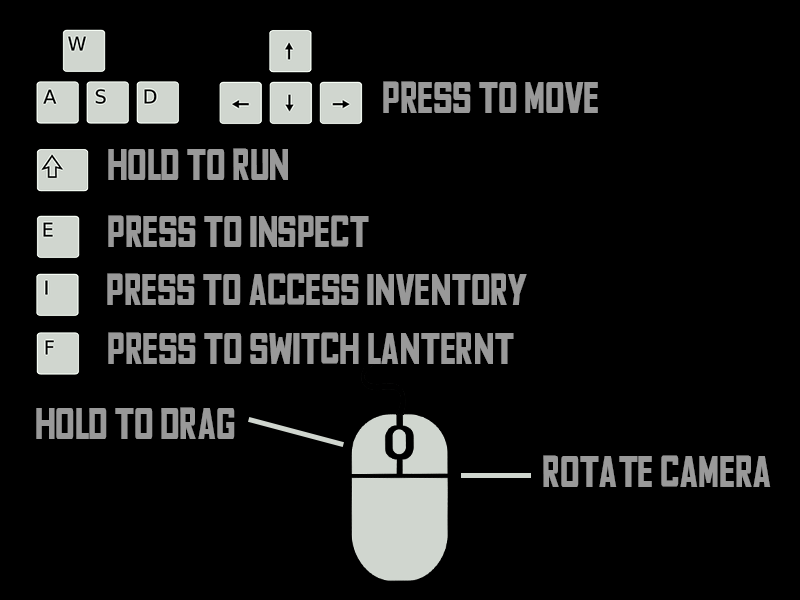 W
↑
A S D ← ↓ → PRESS TO MOVE
⇧ HOLD TO RUN
E PRESS TO INSPECT
I PRESS TO ACCESS INVENTORY
F PRESS TO SWITCH LANTERNT
HOLD TO DRAG
ROTATE CAMERA